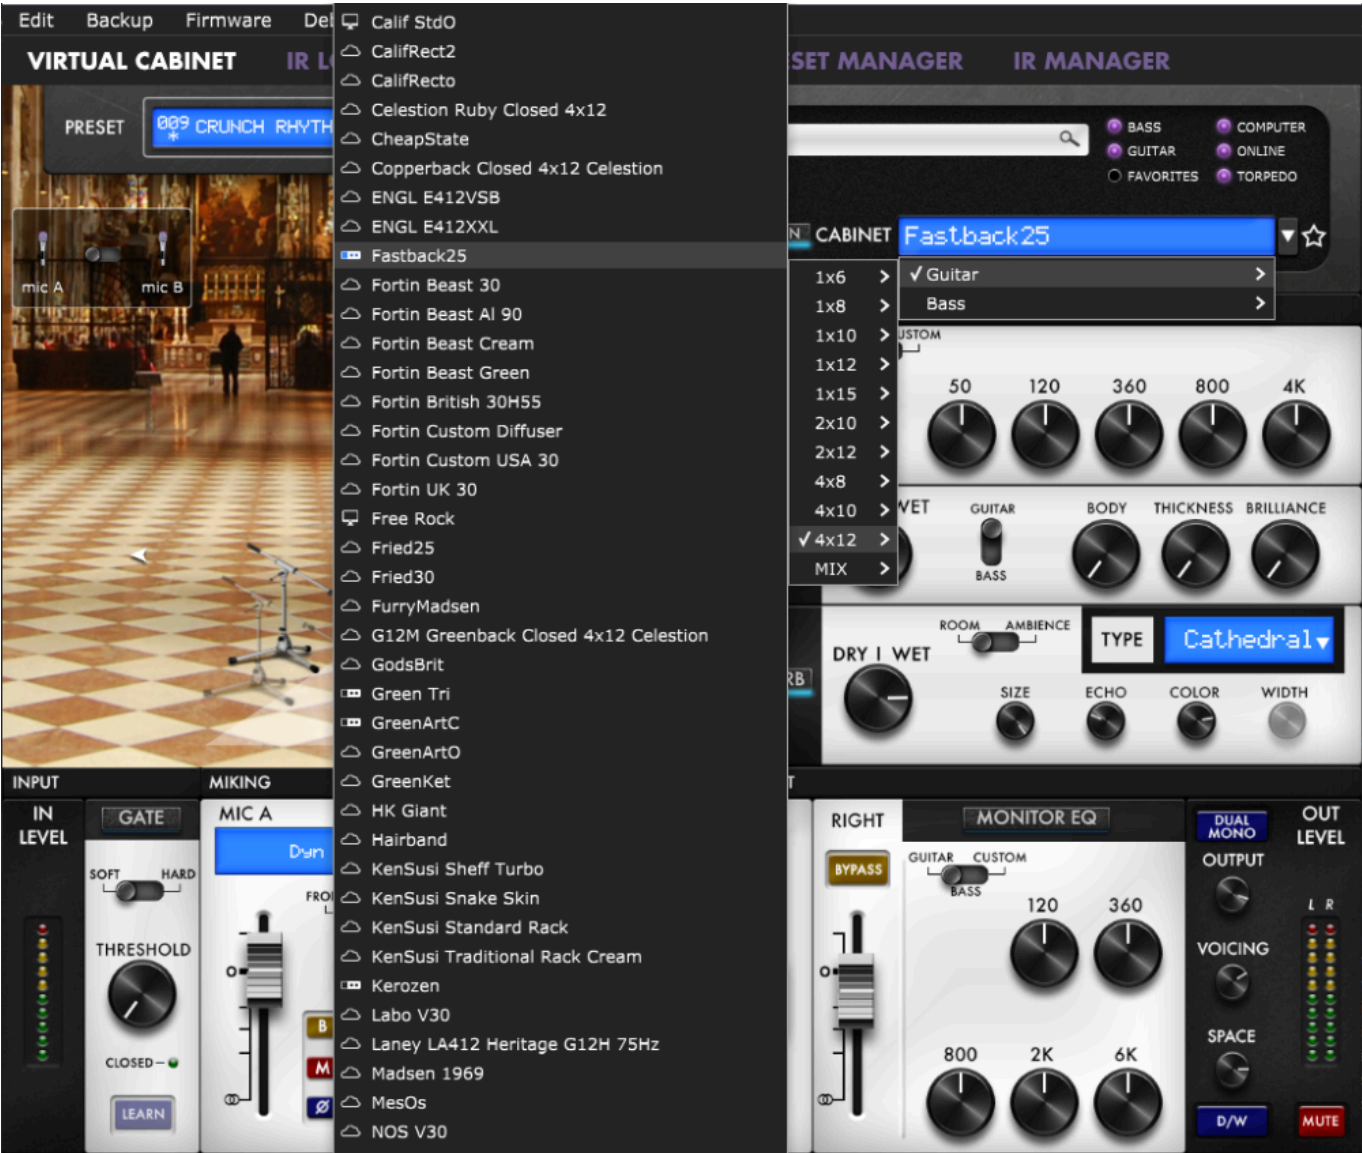 Edit Backup Firmware
VIRTUAL CABINET IR MANAGER
PRESET 009 CRUNCH
*
mic A mic B
Calif StdO
CalifRect2
CalifRecto
Celestion Ruby Closed 4x12
CheapState
Copperback Closed 4x12 Celestion
ENGL E412VSB
ENGL E412XXL
Fastback25
Fortin Beast 30
Fortin Beast Al 90
Fortin Beast Cream
Fortin Beast Green
Fortin British 30H55
Fortin Custom Diffuser
Fortin Custom USA 30
Fortin UK 30
Free Rock
Fried25
Fried30
FurryMadsen
G12M Greenback Closed 4x12 Celestion
GodsBrit
Green Tri
GreenArtC
GreenArtO
GreenKet
HK Giant
Hairband
KenSusi Sheff Turbo
KenSusi Snake Skin
KenSusi Standard Rack
KenSusi Traditional Rack Cream
Kerozen
Labo V30
Laney LA412 Heritage G12H 75Hz
Madsen 1969
MesOs
NOS V30
SET MANAGER
BASS COMPUTER
GUITAR ONLINE
FAVORITES TORPEDO
N CABINET Fastback25
1x6
1x8
1x10
1x12
1x15
2x10
2x12
4x8
4x10
✓ 4x12
MIX
✓ Guitar
Bass
USTOM
50 120 360 800 4K
WET GUITAR BODY THICKNESS BRILLIANCE
BASS
ROOM AMBIENCE TYPE Cathedral
DRY | WET
RB SIZE ECHO COLOR WIDTH
INPUT MIKING T
IN LEVEL
GATE
SOFT HARD
THRESHOLD
CLOSED
LEARN
MIC A
Dyn
FRO
O
B
M
Ø
RIGHT
BYPASS
O
MONITOR EQ
GUITAR CUSTOM
BASS
120 360
800 2K 6K
DUAL MONO
OUTPUT
VOICING
SPACE
D/W
OUT LEVEL
L R
MUTE